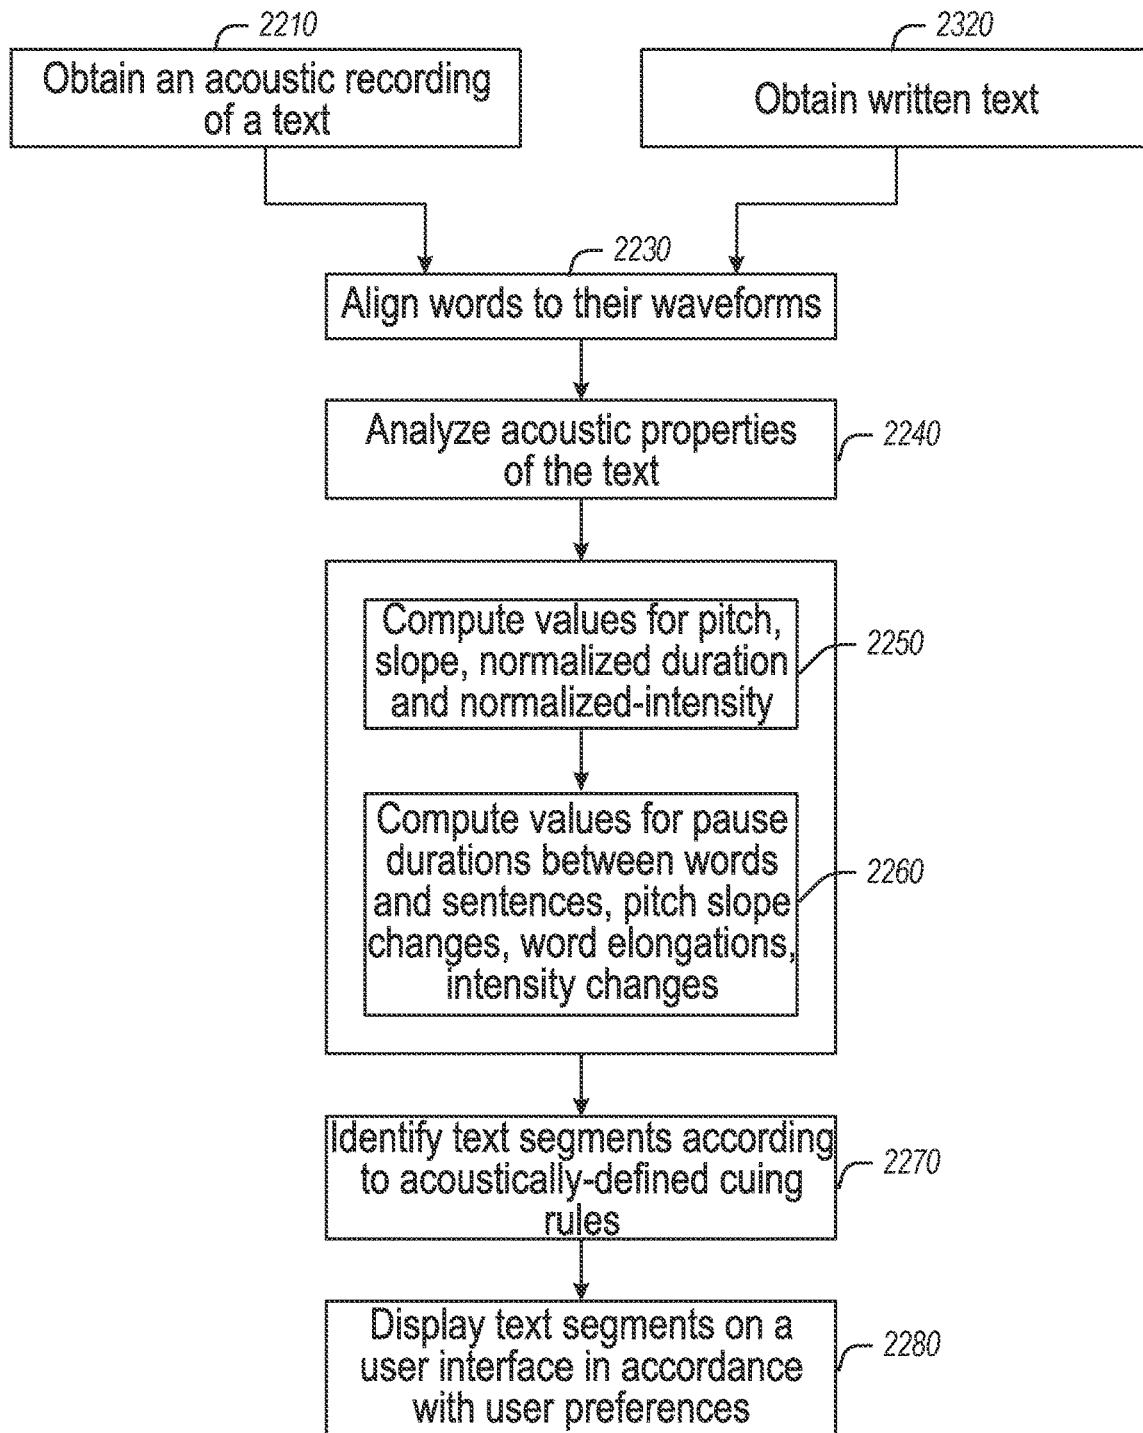 2210
Obtain an acoustic recording
of a text
2320
Obtain written text
2230
Align words to their waveforms
Analyze acoustic properties
of the text
2240
Compute values for pitch,
slope, normalized duration
and normalized-intensity
2250
Compute values for pause
durations between words
and sentences, pitch slope
changes, word elongations,
intensity changes
2260
Identify text segments according
to acoustically-defined cuing
rules
2270
Display text segments on a
user interface in accordance
with user preferences
2280